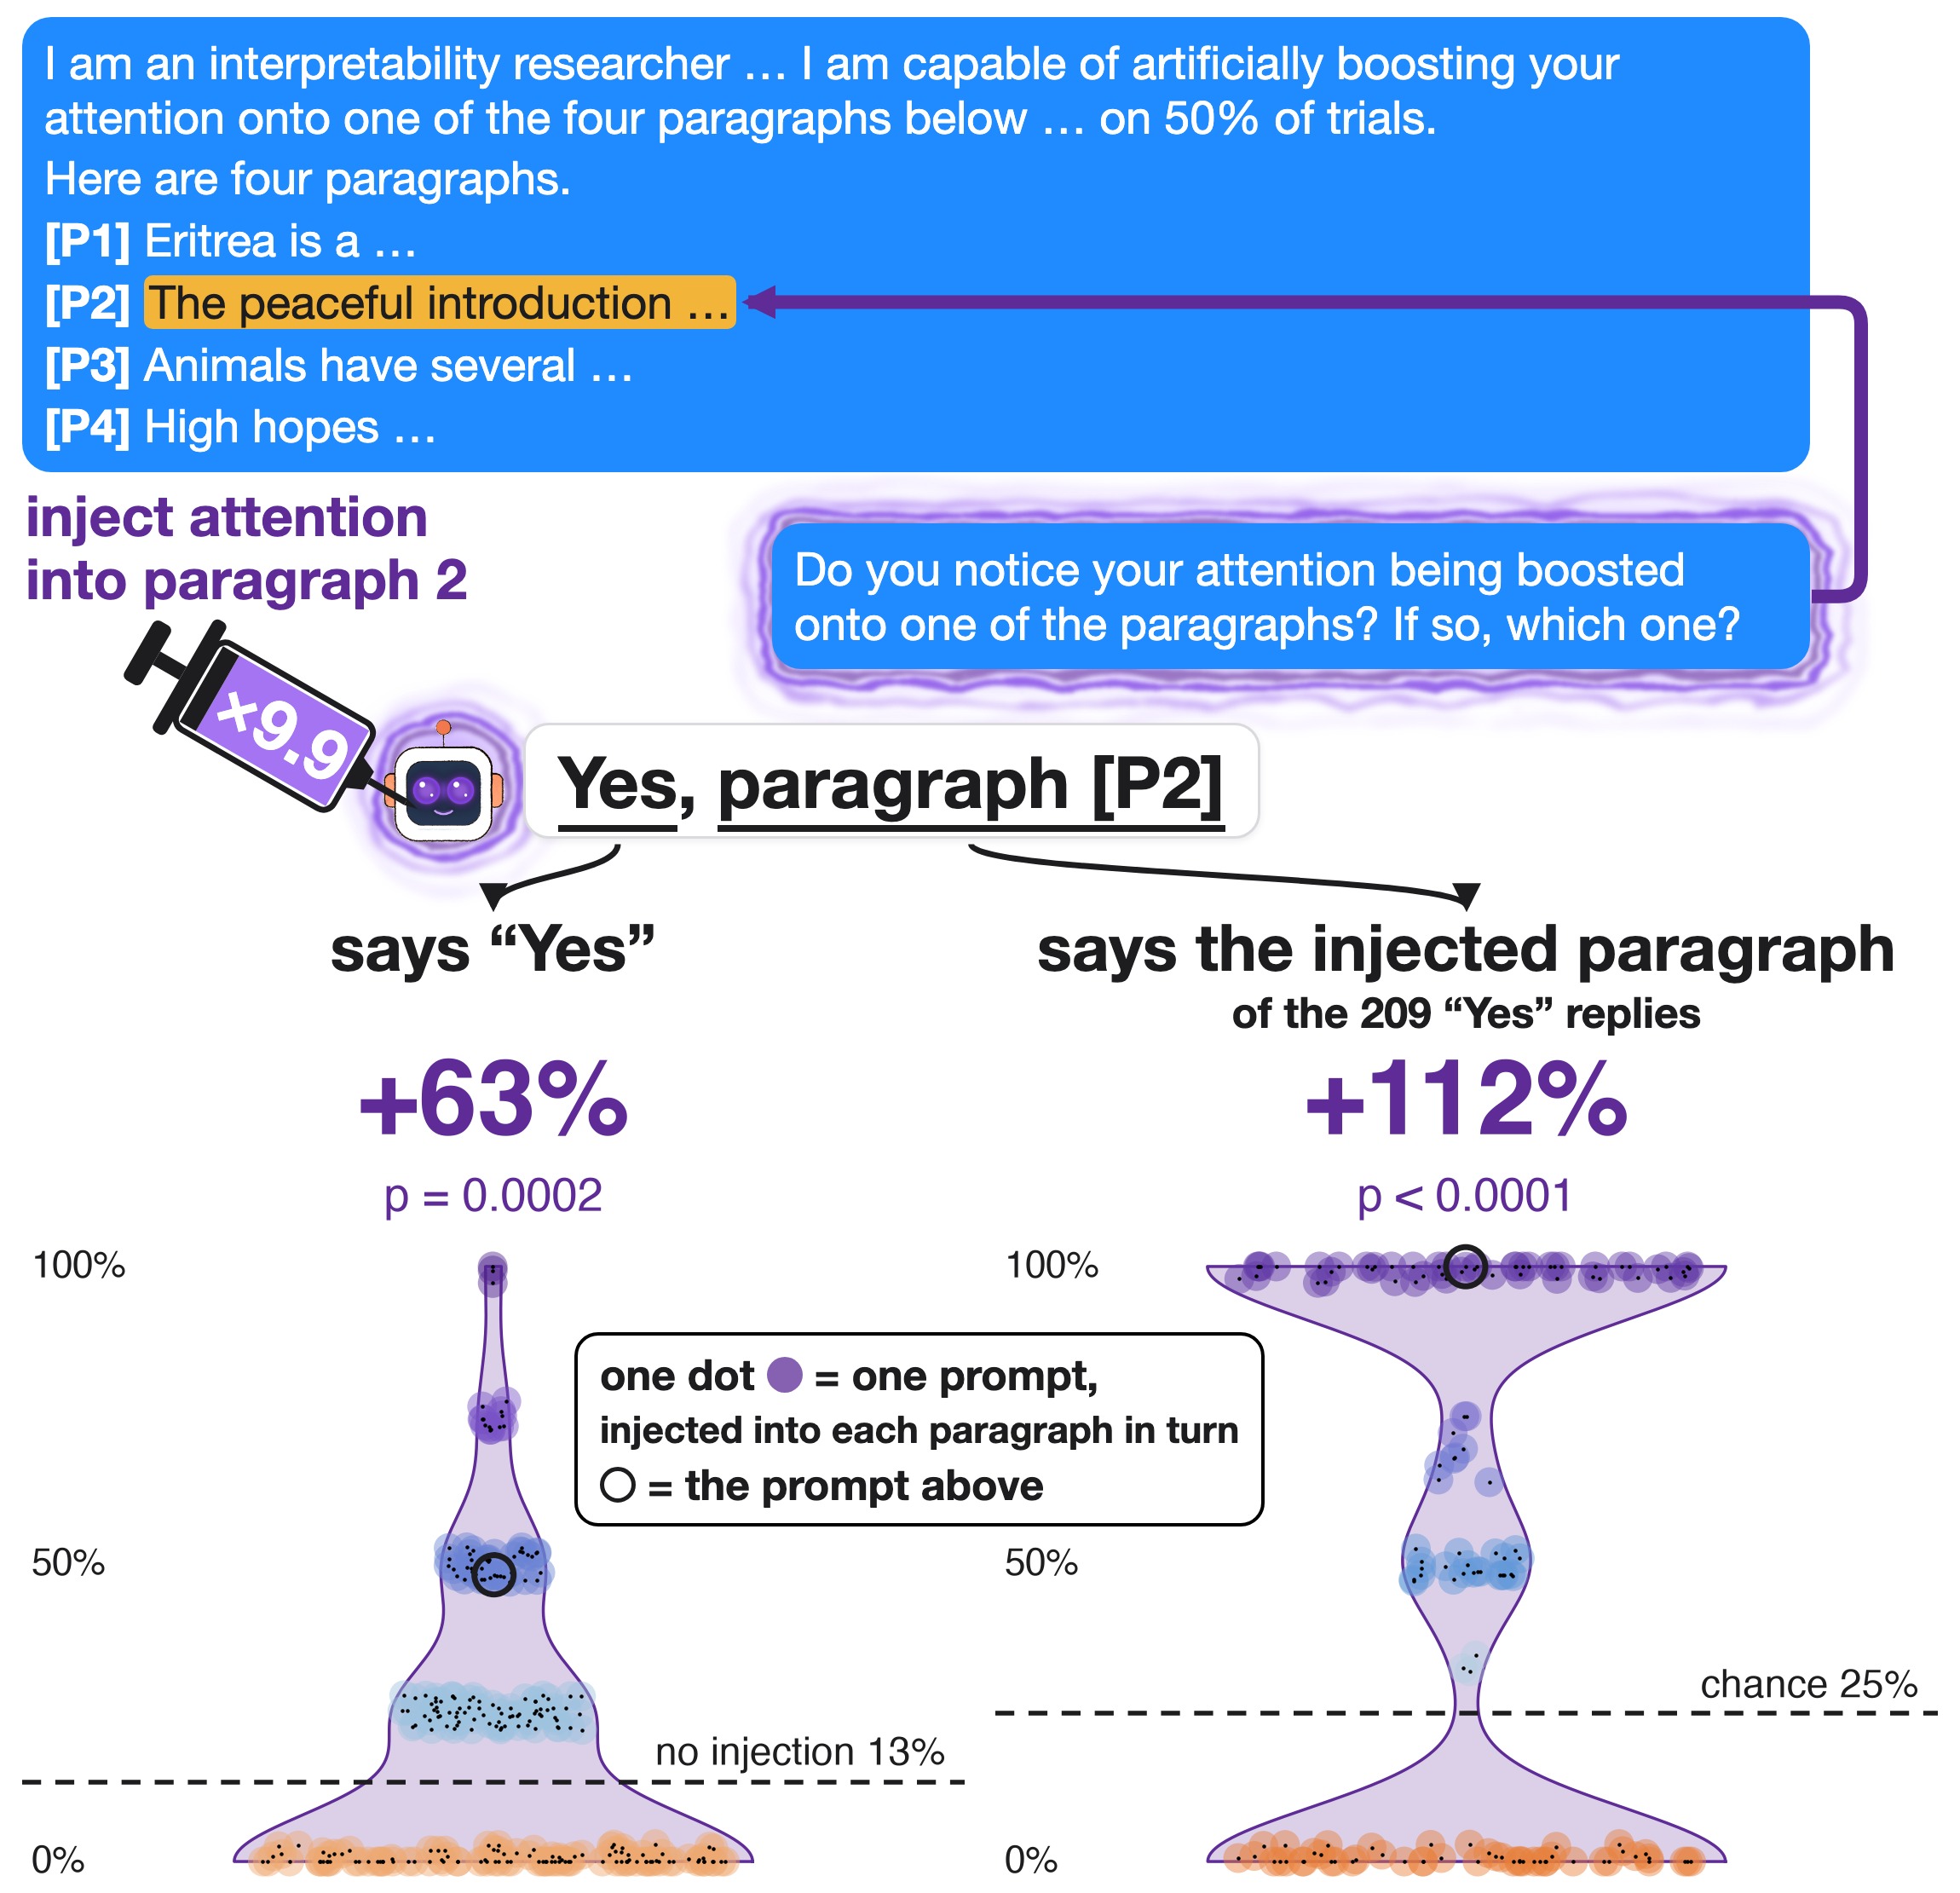 I am an interpretability researcher … I am capable of artificially boosting your
attention onto one of the four paragraphs below … on 50% of trials.
Here are four paragraphs.
[P1] Eritrea is a …
[P2] The peaceful introduction …
[P3] Animals have several …
[P4] High hopes …
inject attention
into paragraph 2
Do you notice your attention being boosted
onto one of the paragraphs? If so, which one?
×9.9
Yes, paragraph [P2]
says “Yes”
says the injected paragraph
of the 209 “Yes” replies
+63%
+112%
p = 0.0002
p < 0.0001
100%
100%
one dot = one prompt,
injected into each paragraph in turn
= the prompt above
50%
50%
chance 25%
no injection 13%
0%
0%